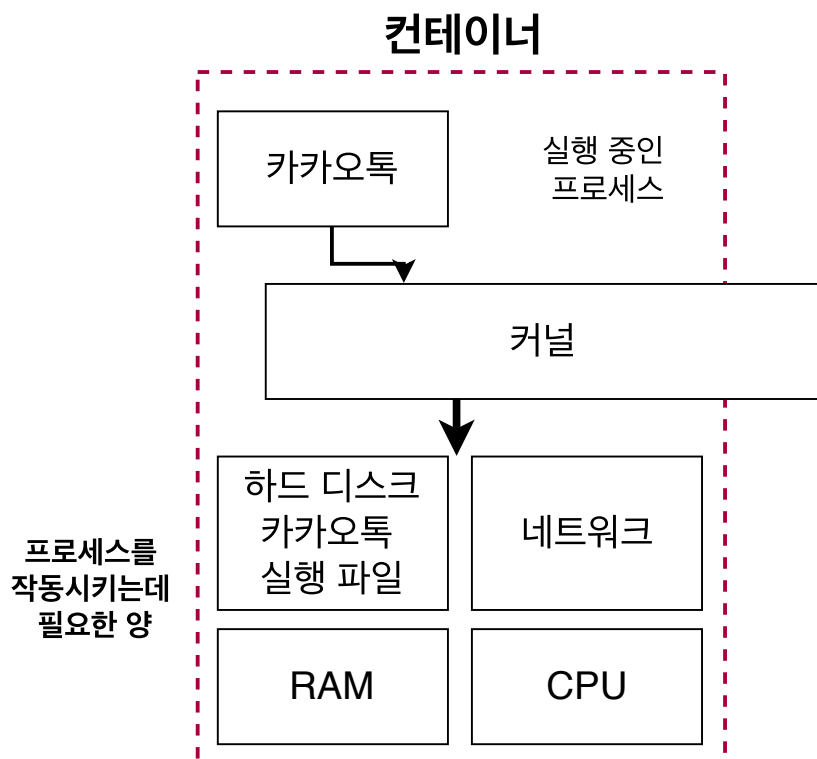 컨테이너
카카오톡
실행 중인
프로세스
커널
하드 디스크
카카오톡
실행 파일
네트워크
프로세스를
작동시키는데
필요한 양
RAM
CPU